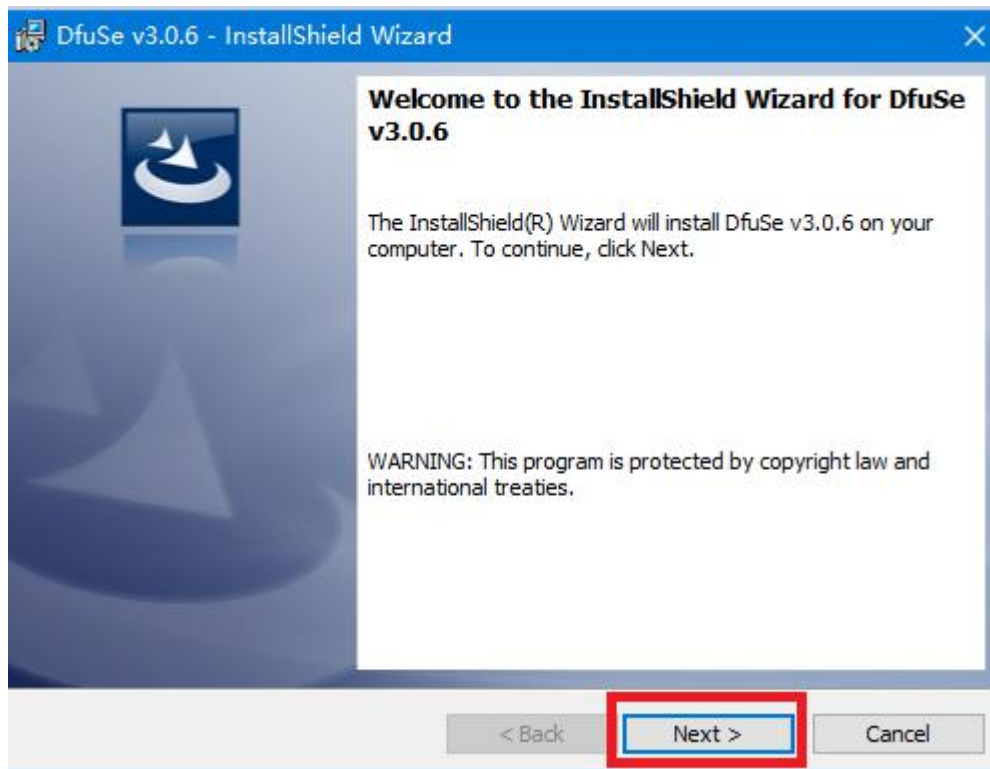 DfuSe v3.0.6 - InstallShield Wizard
Welcome to the InstallShield Wizard for DfuSe
v3.0.6
The InstallShield(R) Wizard will install DfuSe v3.0.6 on your
computer. To continue, click Next.
WARNING: This program is protected by copyright law and
international treaties.
< Back
Next >
Cancel